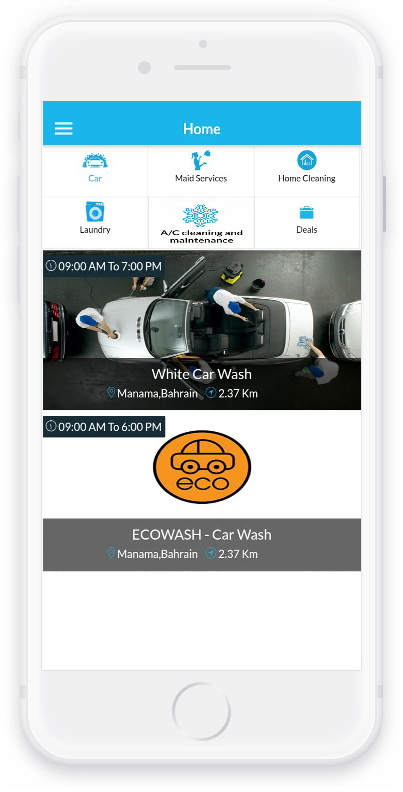 Home
Car
Maid Services
Home Cleaning
Laundry
A/C cleaning and
maintenance
Deals
09:00 AM To 7:00 PM
White Car Wash
Manama,Bahrain 2.37 Km
09:00 AM To 6:00 PM
eco
ECOWASH - Car Wash
Manama,Bahrain 2.37 Km